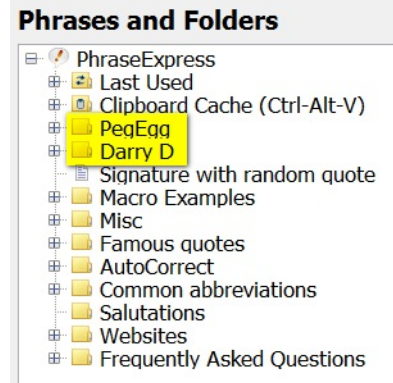 Phrases and Folders
PhraseExpress
Last Used
Clipboard Cache (Ctrl-Alt-V)
PegEgg
Darry D
Signature with random quote
Macro Examples
Misc
Famous quotes
AutoCorrect
Common abbreviations
Salutations
Websites
Frequently Asked Questions